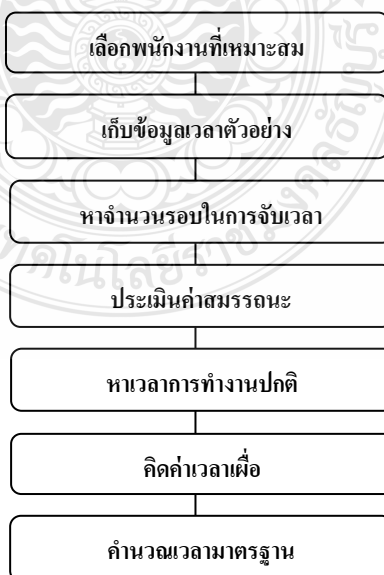 เลือกพนักงานที่เหมาะสม
เก็บข้อมูลเวลาตัวอย่าง
หาจำนวนรอบในการจับเวลา
ประเมินค่าสมรรถนะ
หาเวลาการทำงานปกติ
คิดค่าเวลาเผื่อ
คำนวณเวลามาตรฐาน